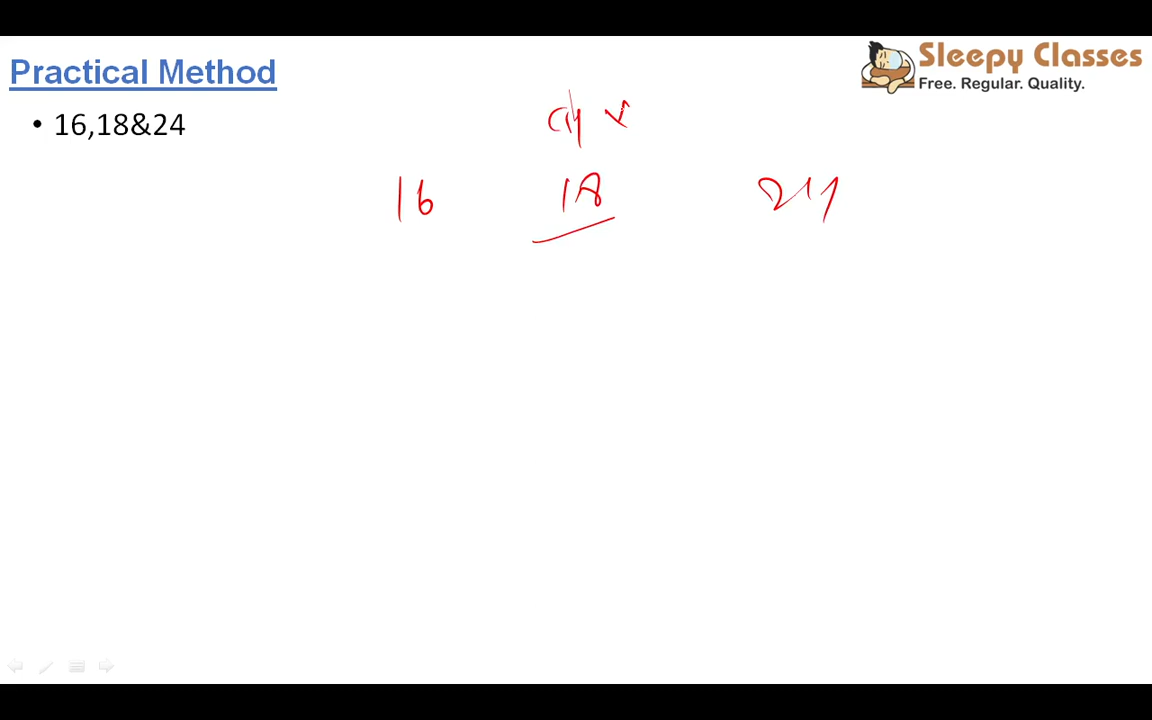 Practical Method
Sleepy Classes
Free. Regular. Quality.
• 16,18&24
16 18 24